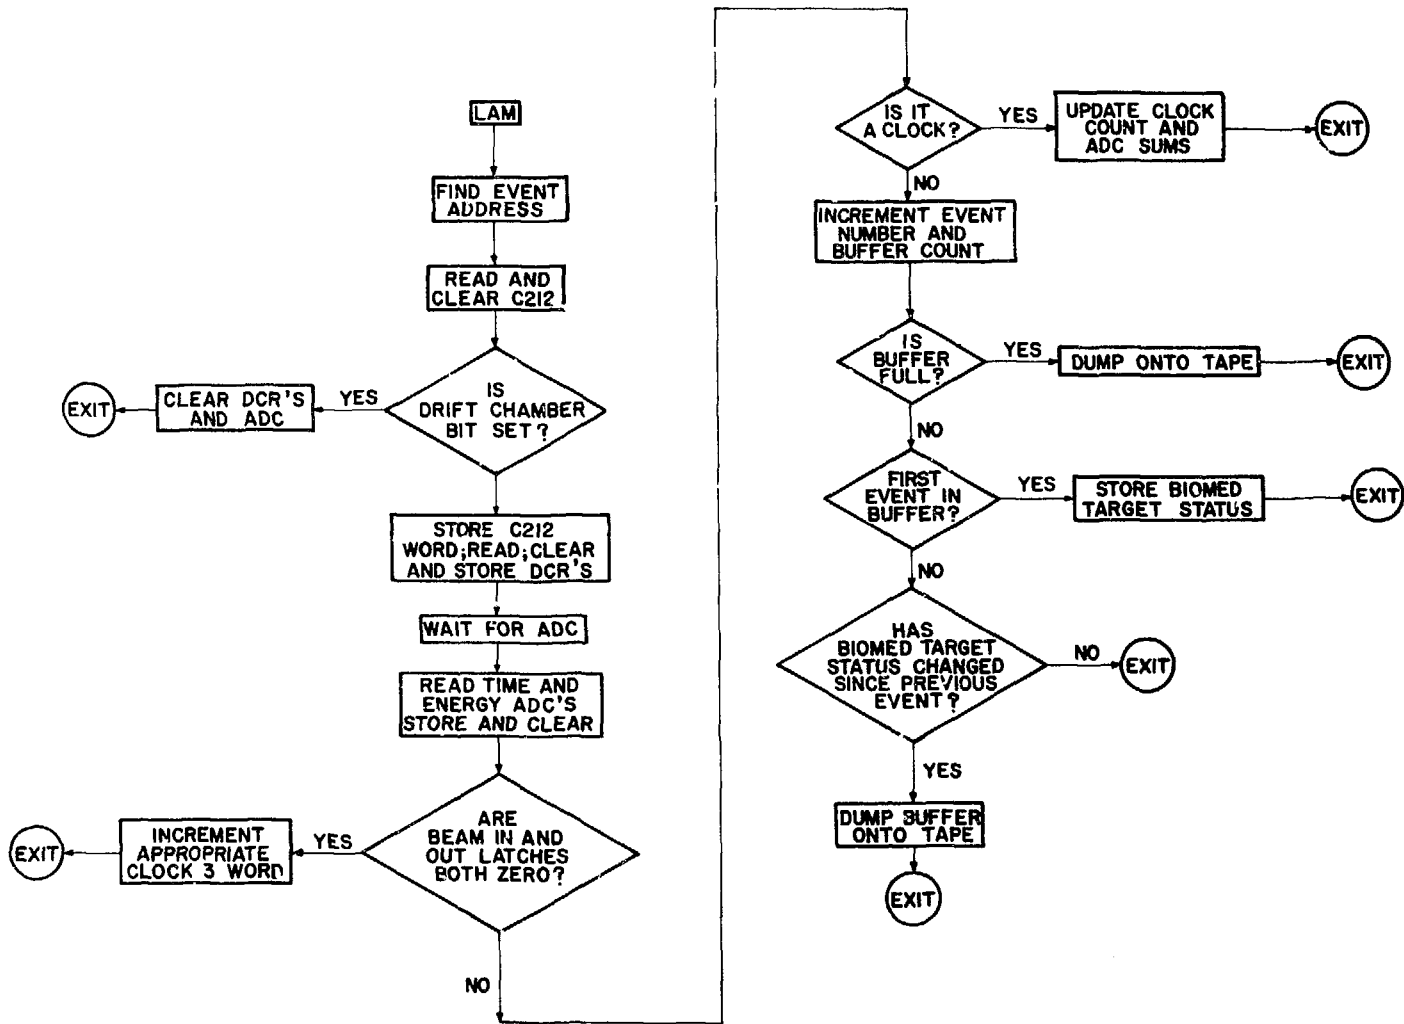 LAM
FIND EVENT
ADDRESS
READ AND
CLEAR C212
IS
DRIFT CHAMBER
BIT SET?
YES
CLEAR DCR'S
AND ADC
EXIT
STORE C212
WORD;READ;CLEAR
AND STORE DCR'S
WAIT FOR ADC
READ TIME AND
ENERGY ADC'S
STORE AND CLEAR
ARE
BEAM IN AND
OUT LATCHES
BOTH ZERO?
YES
INCREMENT
APPROPRIATE
CLOCK 3 WORD
EXIT
NO
IS IT
A CLOCK?
YES
UPDATE CLOCK
COUNT AND
ADC SUMS
EXIT
NO
INCREMENT EVENT
NUMBER AND
BUFFER COUNT
IS
BUFFER
FULL?
YES
DUMP ONTO TAPE
EXIT
NO
FIRST
EVENT IN
BUFFER?
YES
STORE BIOMED
TARGET STATUS
EXIT
NO
HAS
BIOMED TARGET
STATUS CHANGED
SINCE PREVIOUS
EVENT?
NO
EXIT
YES
DUMP BUFFER
ONTO TAPE
EXIT